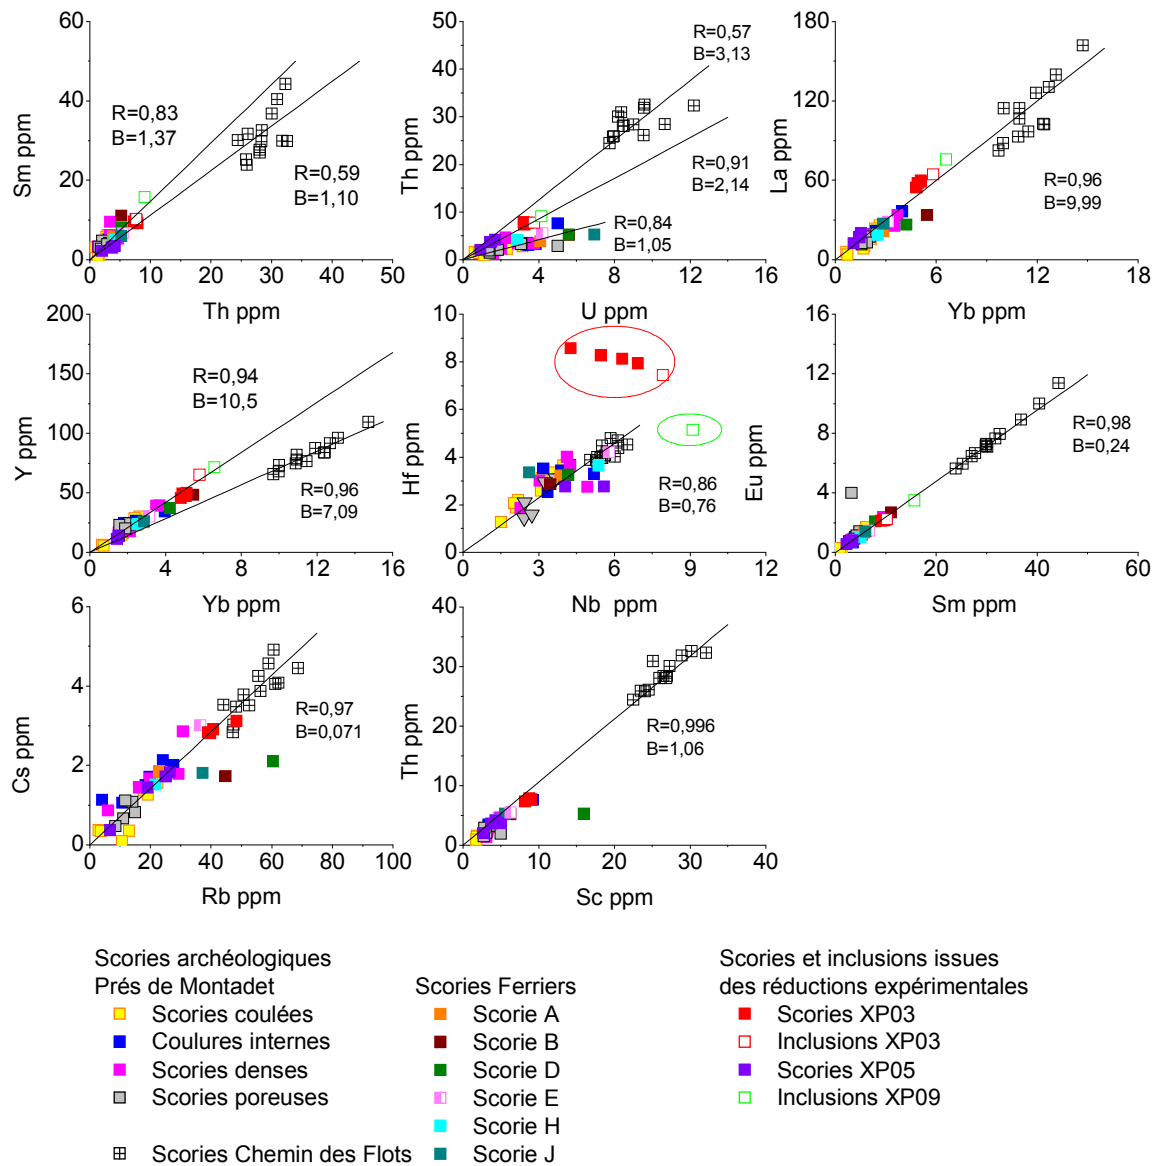 60
40
20
0
Sm ppm
R=0,83
B=1,37
R=0,59
B=1,10
0 10 20 30 40 50
Th ppm
50
40
30
20
10
0
Th ppm
R=0,57
B=3,13
R=0,91
B=2,14
R=0,84
B=1,05
0 4 8 12 16
U ppm
180
120
60
0
La ppm
R=0,96
B=9,99
0 6 12 18
Yb ppm
200
150
100
50
0
Y ppm
R=0,94
B=10,5
R=0,96
B=7,09
0 4 8 12 16
Yb ppm
10
8
6
4
2
0
Hf ppm
R=0,86
B=0,76
0 3 6 9 12
Nb ppm
16
12
8
4
0
Eu ppm
R=0,98
B=0,24
0 20 40 60
Sm ppm
6
4
2
0
Cs ppm
R=0,97
B=0,071
0 20 40 60 80 100
Rb ppm
40
30
20
10
0
Th ppm
R=0,996
B=1,06
0 10 20 30 40
Sc ppm
Scories archéologiques
Prés de Montadet
Scories coulées
Coulures internes
Scories denses
Scories poreuses
Scories Chemin des Flots
Scories Ferriers
Scorie A
Scorie B
Scorie D
Scorie E
Scorie H
Scorie J
Scories et inclusions issues
des réductions expérimentales
Scories XP03
Inclusions XP03
Scories XP05
Inclusions XP09